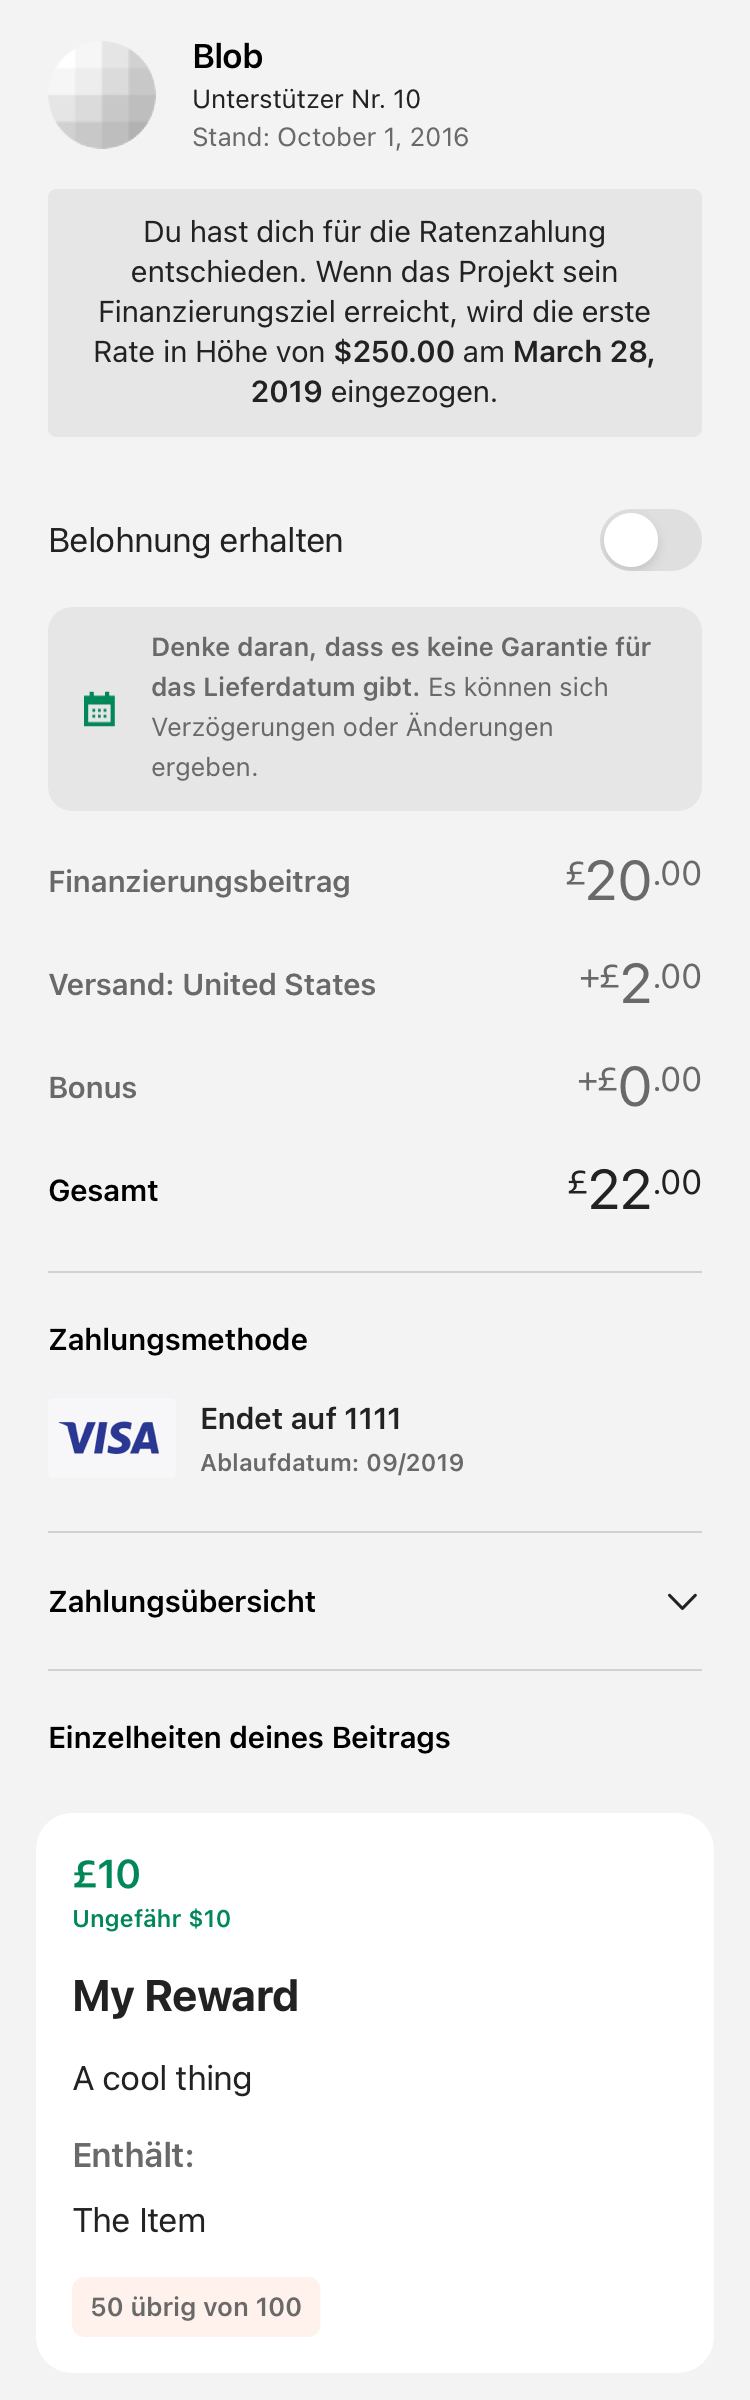 Blob
Unterstützer Nr. 10
Stand: October 1, 2016
Du hast dich für die Ratenzahlung
entschieden. Wenn das Projekt sein
Finanzierungsziel erreicht, wird die erste
Rate in Höhe von $250.00 am March 28,
2019 eingezogen.
Belohnung erhalten
Denke daran, dass es keine Garantie für
das Lieferdatum gibt. Es können sich
Verzögerungen oder Änderungen
ergeben.
Finanzierungsbeitrag £20.00
Versand: United States +£2.00
Bonus +£0.00
Gesamt £22.00
Zahlungsmethode
VISA
Endet auf 1111
Ablaufdatum: 09/2019
Zahlungsübersicht
Einzelheiten deines Beitrags
£10
Ungefähr $10
My Reward
A cool thing
Enthält:
The Item
50 übrig von 100